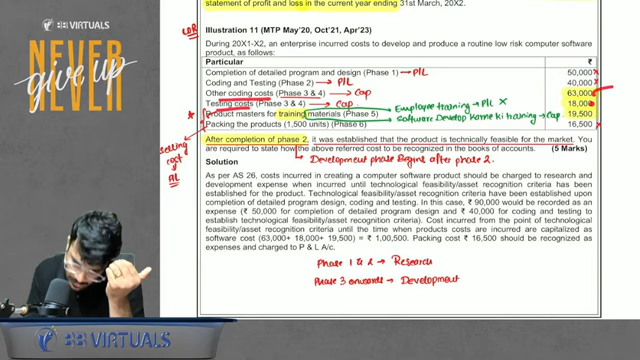 33 VIRTUALS
NEVER
give up
statement of profit and loss in the current year ending 31st March, 20X2.
LDR
Illustration 11 (MTP May'20, Oct'21, Apr'23)
During 20X1-X2, an enterprise incurred costs to develop and produce a routine low risk computer software
product, as follows:
Particular ₹
Completion of detailed program and design (Phase 1) → P/L 50,000
Coding and Testing (Phase 2) → P/L 40,000
Other coding costs (Phase 3 & 4) → Cap 63,000
Testing costs (Phase 3 & 4) → Cap. 18,000
Product masters for training materials (Phase 5) 19,500
Employee training → P/L ×
Software Develop karne ki training → Cap.
Packing the products (1,500 units) (Phase 6) 16,500
Selling cost → P/L
After completion of phase 2, it was established that the product is technically feasible for the market. You
are required to state how the above referred cost to be recognized in the books of accounts. (5 Marks)
→ Development phase Begins after phase 2.
Solution
As per AS 26, costs incurred in creating a computer software product should be charged to research and
development expense when incurred until technological feasibility/asset recognition criteria has been
established for the product. Technological feasibility/asset recognition criteria have been established upon
completion of detailed program design, coding and testing. In this case, ₹ 90,000 would be recorded as an
expense (₹ 50,000 for completion of detailed program design and ₹ 40,000 for coding and testing to
establish technological feasibility/asset recognition criteria). Cost incurred from the point of technological
feasibility/asset recognition criteria until the time when products costs are incurred are capitalized as
software cost (63,000+ 18,000+ 19,500) = ₹ 1,00,500. Packing cost ₹ 16,500 should be recognized as
expenses and charged to P & L A/c.
Phase 1 & 2 → Research
Phase 3 onwards → Development
33 VIRTUALS
33 VIRTUALS